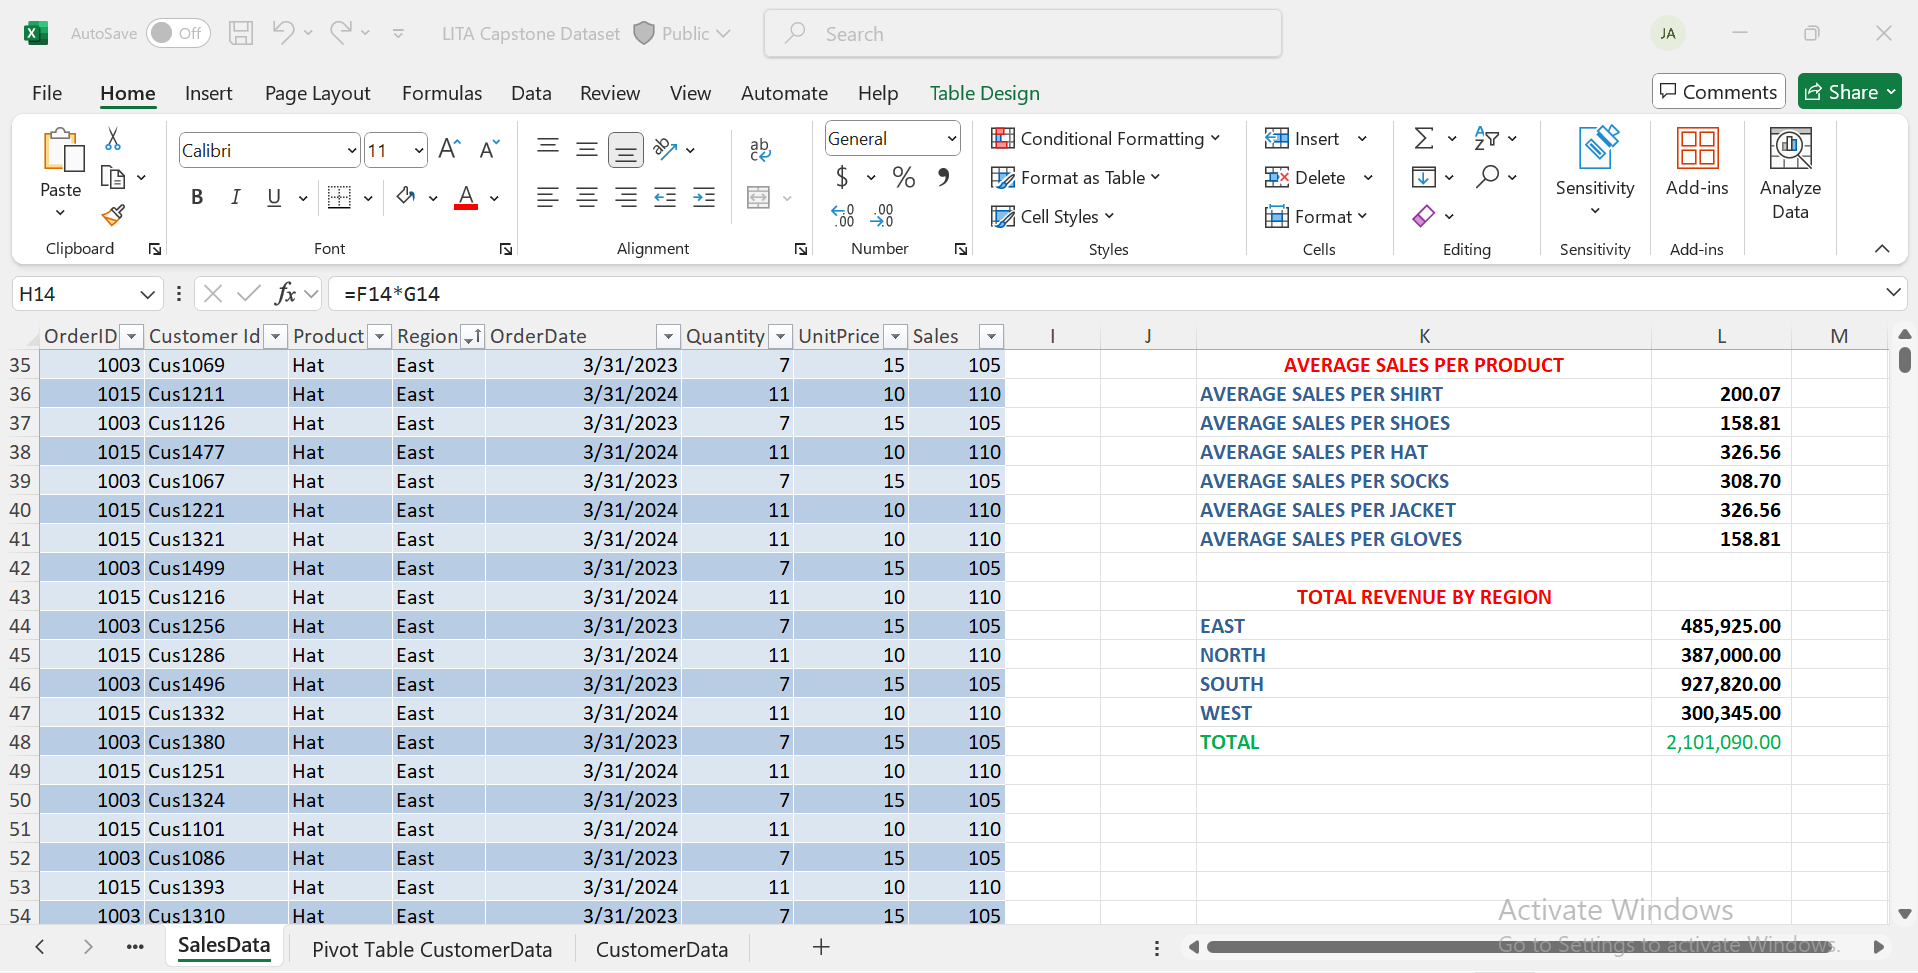 AutoSave Off LITA Capstone Dataset Public Search JA
File Home Insert Page Layout Formulas Data Review View Automate Help Table Design Comments Share
Calibri 11 General Conditional Formatting Insert
Paste Format as Table Delete Sensitivity Add-ins Analyze Data
B I U $ % Cell Styles Format
Clipboard Font Alignment Number Styles Cells Editing Sensitivity Add-ins
H14 fx =F14*G14
OrderID Customer Id Product Region OrderDate Quantity UnitPrice Sales I J K L M
35 1003 Cus1069 Hat East 3/31/2023 7 15 105 AVERAGE SALES PER PRODUCT
36 1015 Cus1211 Hat East 3/31/2024 11 10 110 AVERAGE SALES PER SHIRT 200.07
37 1003 Cus1126 Hat East 3/31/2023 7 15 105 AVERAGE SALES PER SHOES 158.81
38 1015 Cus1477 Hat East 3/31/2024 11 10 110 AVERAGE SALES PER HAT 326.56
39 1003 Cus1067 Hat East 3/31/2023 7 15 105 AVERAGE SALES PER SOCKS 308.70
40 1015 Cus1221 Hat East 3/31/2024 11 10 110 AVERAGE SALES PER JACKET 326.56
41 1015 Cus1321 Hat East 3/31/2024 11 10 110 AVERAGE SALES PER GLOVES 158.81
42 1003 Cus1499 Hat East 3/31/2023 7 15 105
43 1015 Cus1216 Hat East 3/31/2024 11 10 110 TOTAL REVENUE BY REGION
44 1003 Cus1256 Hat East 3/31/2023 7 15 105 EAST 485,925.00
45 1015 Cus1286 Hat East 3/31/2024 11 10 110 NORTH 387,000.00
46 1003 Cus1496 Hat East 3/31/2023 7 15 105 SOUTH 927,820.00
47 1015 Cus1332 Hat East 3/31/2024 11 10 110 WEST 300,345.00
48 1003 Cus1380 Hat East 3/31/2023 7 15 105 TOTAL 2,101,090.00
49 1015 Cus1251 Hat East 3/31/2024 11 10 110
50 1003 Cus1324 Hat East 3/31/2023 7 15 105
51 1015 Cus1101 Hat East 3/31/2024 11 10 110
52 1003 Cus1086 Hat East 3/31/2023 7 15 105
53 1015 Cus1393 Hat East 3/31/2024 11 10 110
54 1003 Cus1310 Hat East 3/31/2023 7 15 105
Activate Windows
Go to Settings to activate Windows.
SalesData Pivot Table CustomerData CustomerData